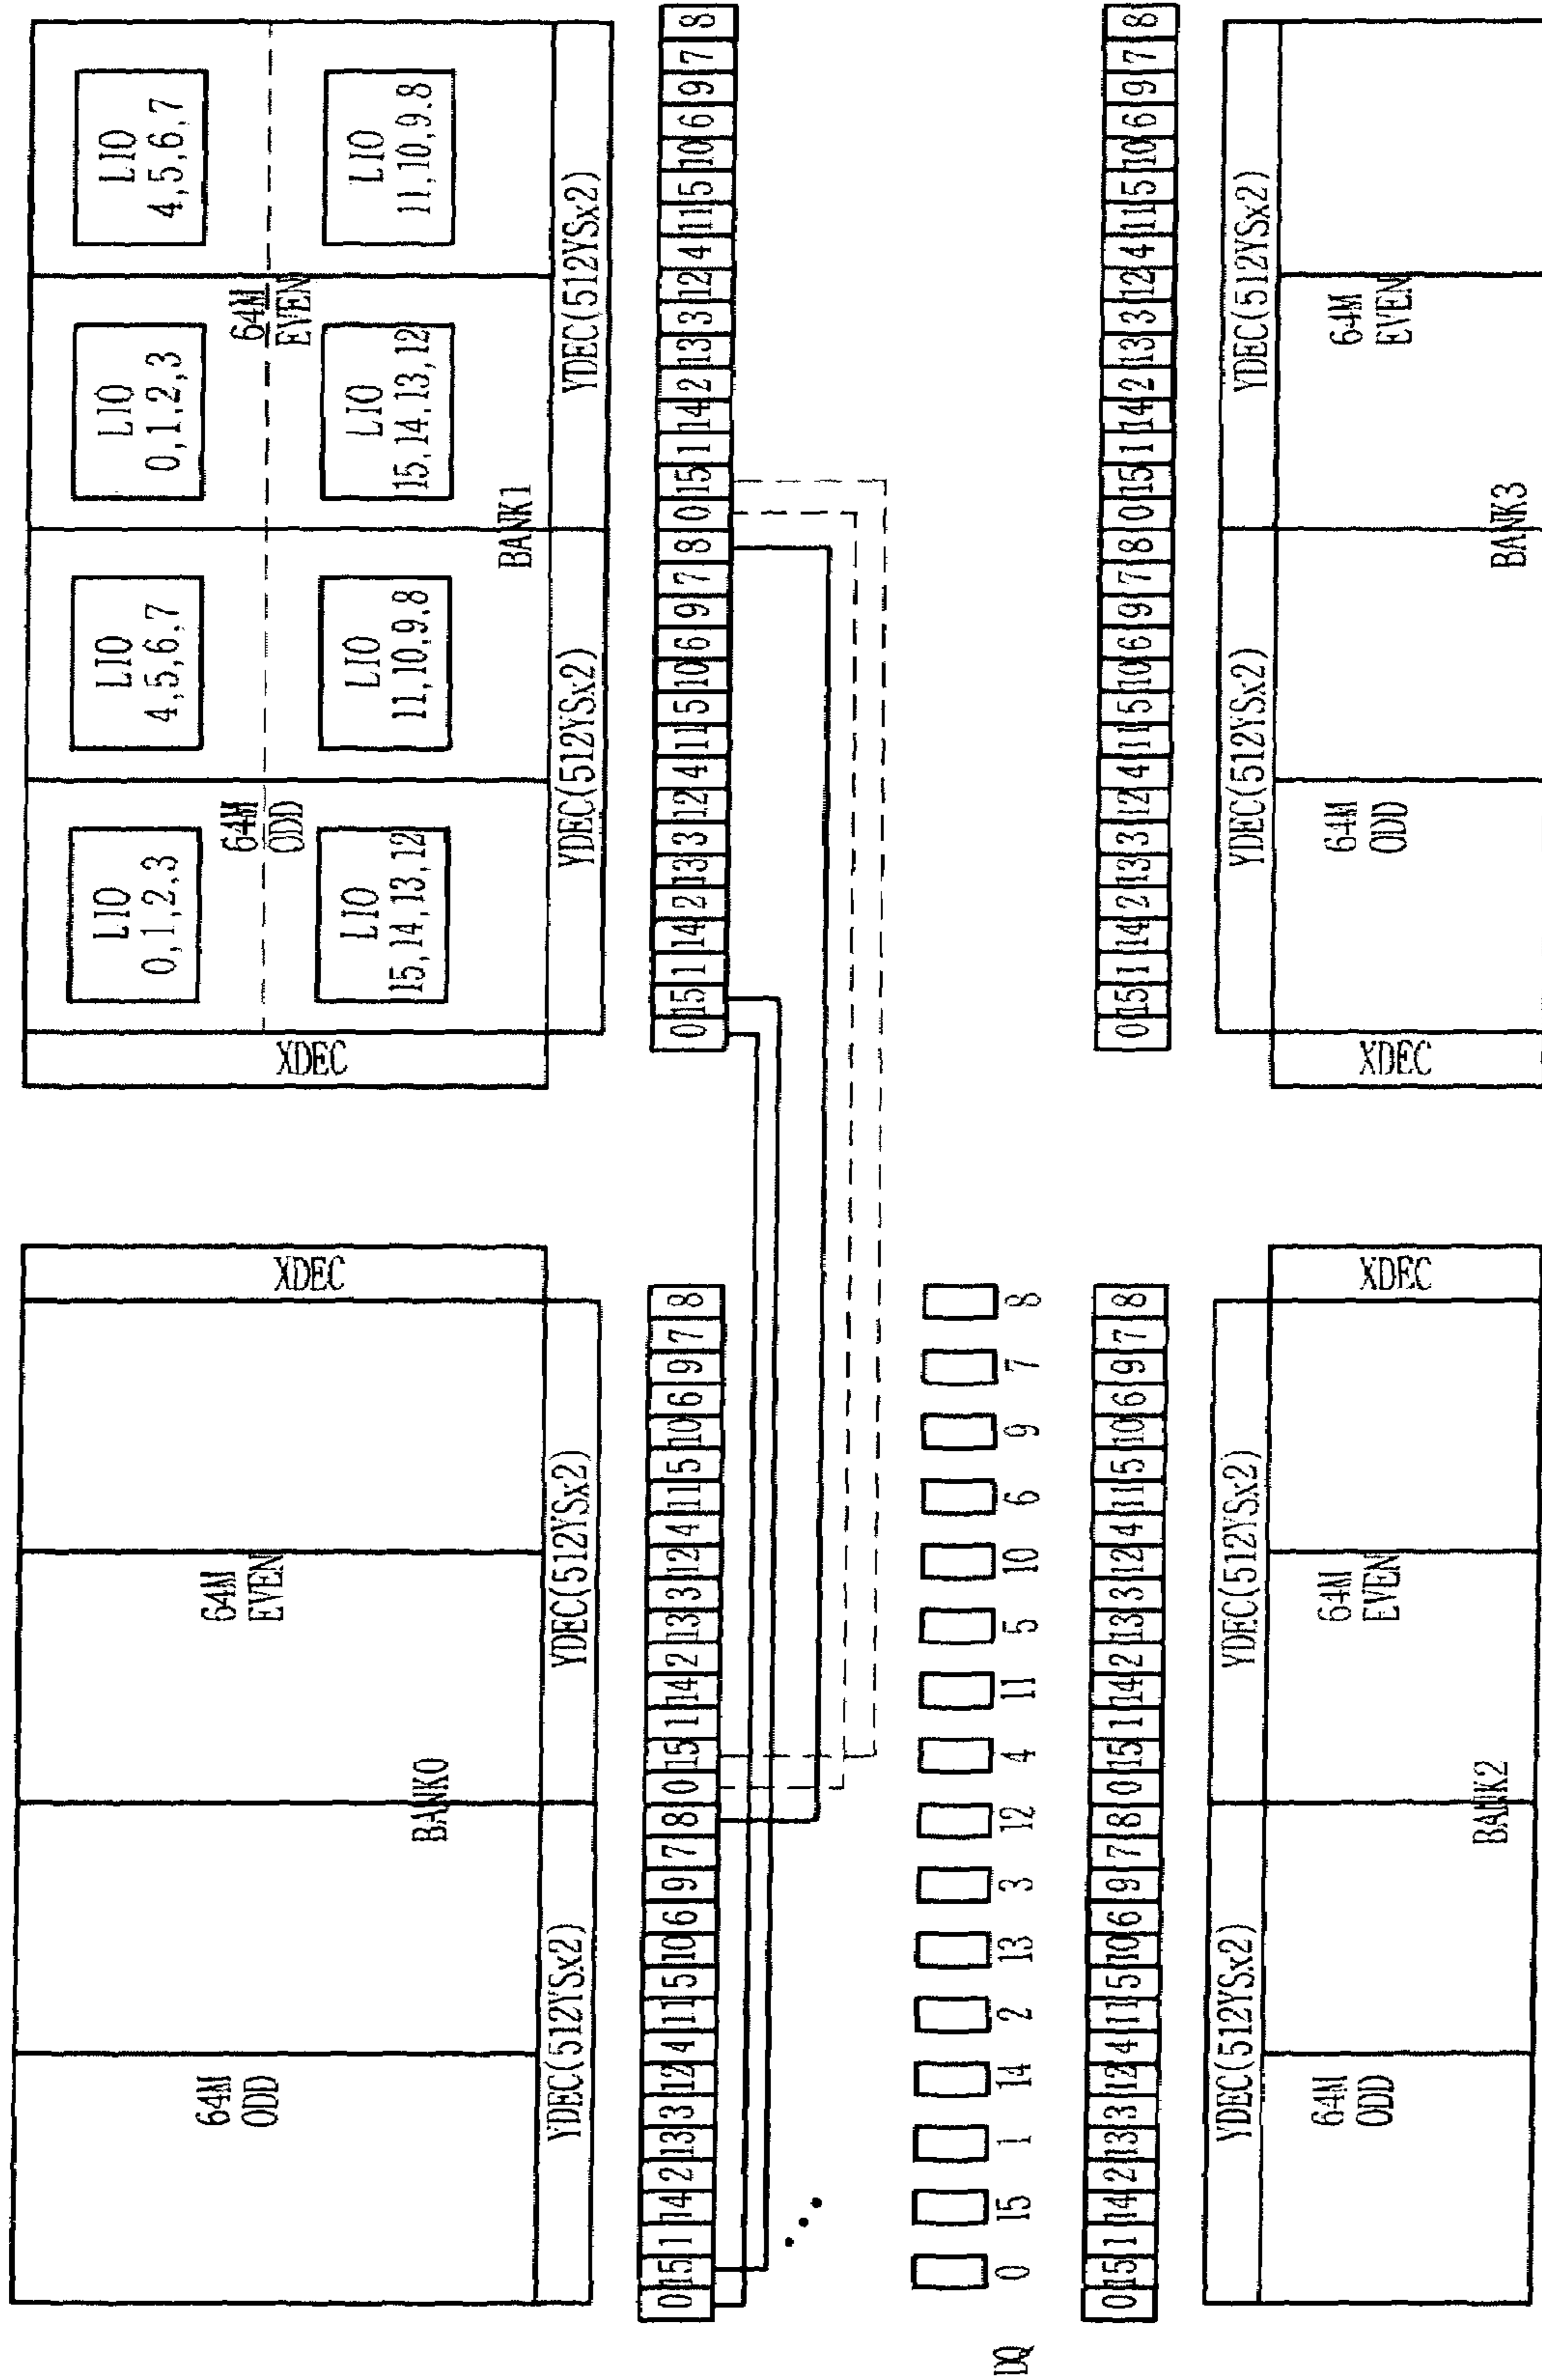 64M
ODD
64M
EVEN
BANK0
XDEC
YDEC(512YSx2) YDEC(512YSx2)
0 15 1 14 2 13 3 12 4 11 5 10 6 9 7 8 0 15 1 14 2 13 3 12 4 11 5 10 6 9 7 8
XDEC
LIO
0,1,2,3
LIO
4,5,6,7
LIO
0,1,2,3
LIO
4,5,6,7
64M
ODD
64M
EVEN
LIO
15,14,13,12
LIO
11,10,9,8
LIO
15,14,13,12
LIO
11,10,9,8
BANK1
YDEC(512YSx2) YDEC(512YSx2)
0 15 1 14 2 13 3 12 4 11 5 10 6 9 7 8 0 15 1 14 2 13 3 12 4 11 5 10 6 9 7 8
DQ 0 15 1 14 2 13 3 12 4 11 5 10 6 9 7 8
0 15 1 14 2 13 3 12 4 11 5 10 6 9 7 8 0 15 1 14 2 13 3 12 4 11 5 10 6 9 7 8
YDEC(512YSx2) YDEC(512YSx2)
64M
ODD
64M
EVEN
XDEC
BANK2
0 15 1 14 2 13 3 12 4 11 5 10 6 9 7 8 0 15 1 14 2 13 3 12 4 11 5 10 6 9 7 8
YDEC(512YSx2) YDEC(512YSx2)
XDEC
64M
ODD
64M
EVEN
BANK3